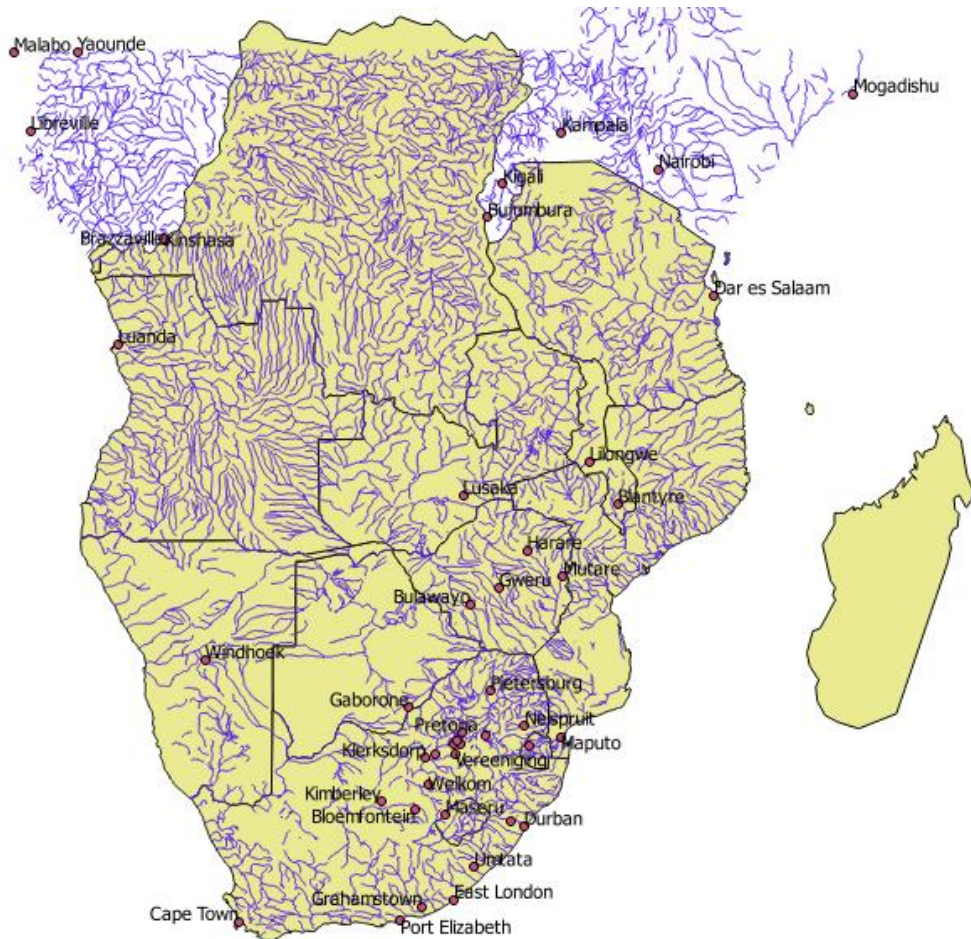 Malabo
Yaounde
Mogadishu
Libreville
Kampala
Nairobi
Kigali
Bujumbura
Brazzaville
Kinshasa
Dar es Salaam
Luanda
Lilongwe
Lusaka
Blantyre
Harare
Mutare
Gweru
Bulawayo
Windhoek
Pietersburg
Gaborone
Nelspruit
Pretoria
Maputo
Klerksdorp
Vereeniging
Welkom
Kimberley
Maseru
Bloemfontein
Durban
Umtata
East London
Grahamstown
Cape Town
Port Elizabeth